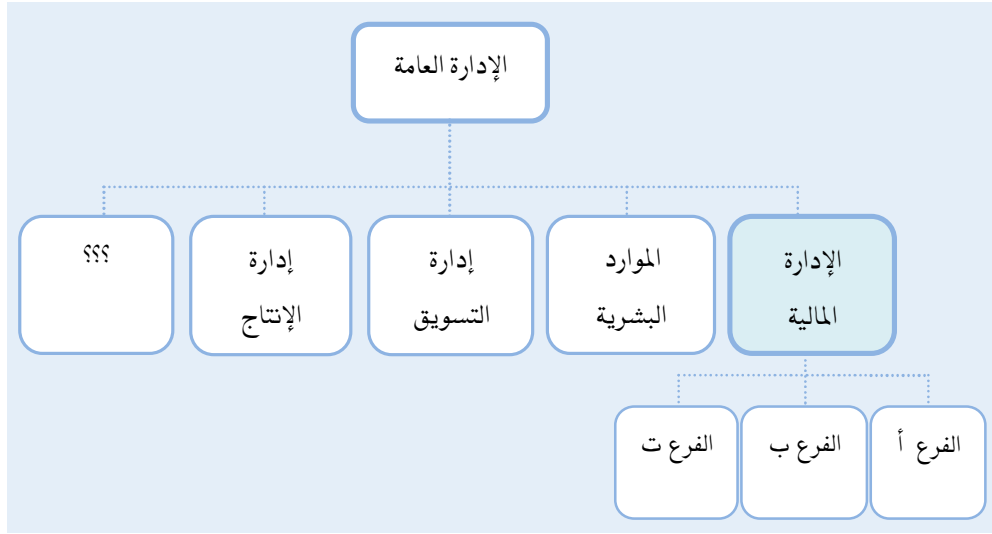 الإدارة العامة
الإدارة
المالية
الموارد
البشرية
إدارة
التسويق
إدارة
الإنتاج
؟؟؟
الفرع أ
الفرع ب
الفرع ت